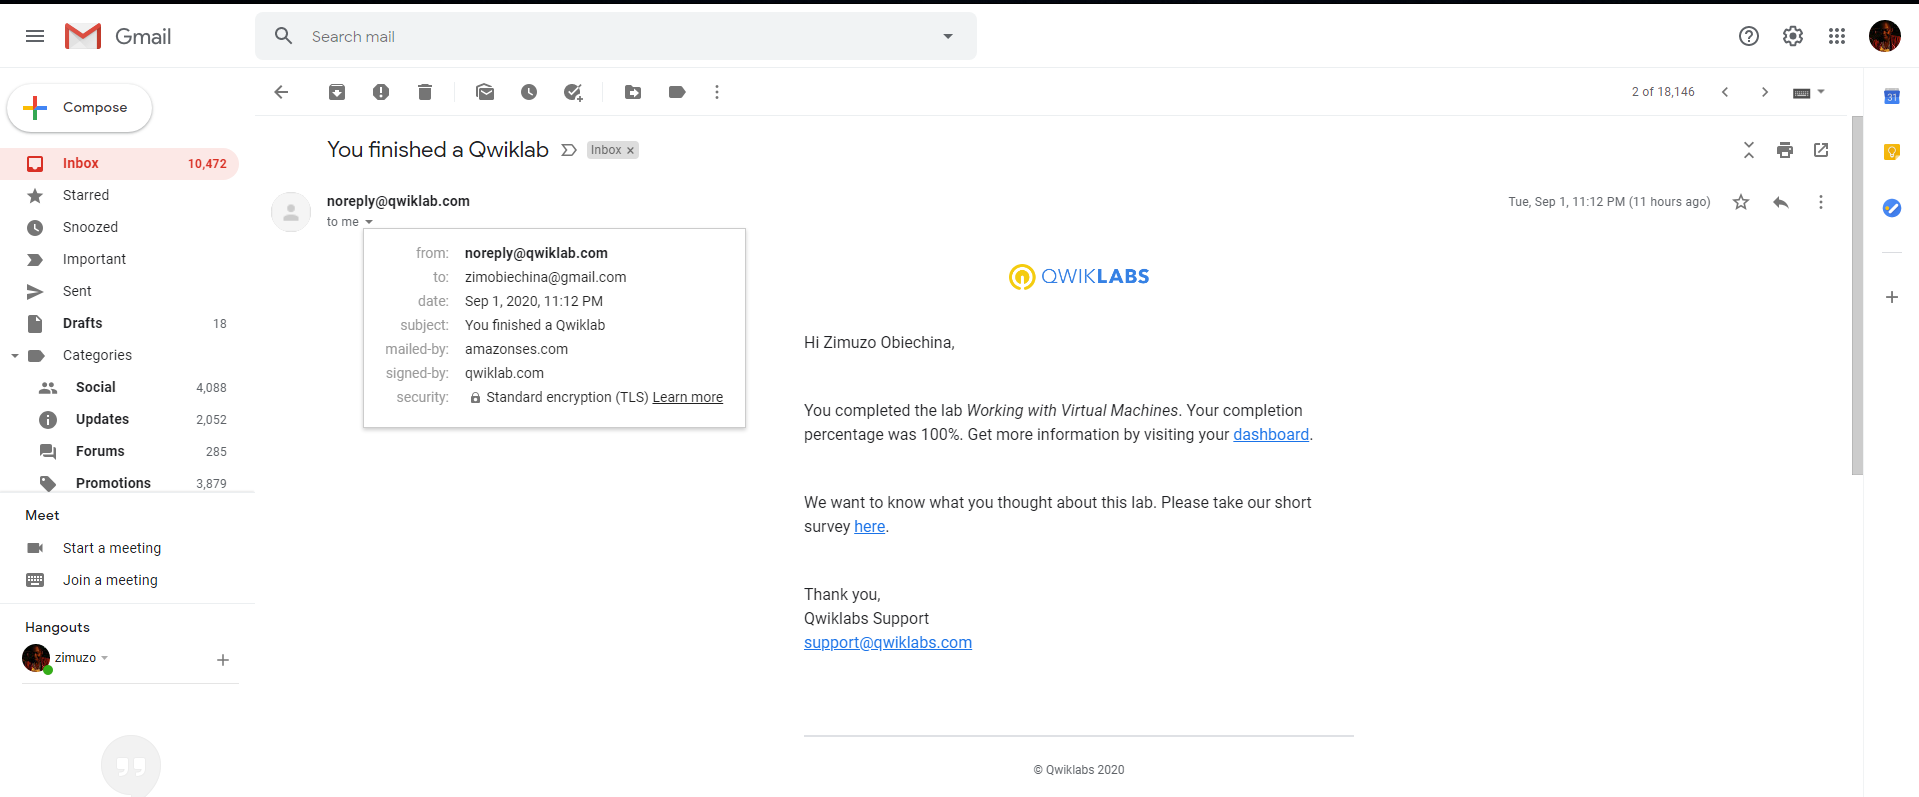 Gmail
Search mail
Compose
2 of 18,146
31
Inbox 10,472
Starred
Snoozed
Important
Sent
Drafts 18
Categories
Social 4,088
Updates 2,052
Forums 285
Promotions 3,879
Meet
Start a meeting
Join a meeting
Hangouts
zimuzo
You finished a Qwiklab
Inbox x
noreply@qwiklab.com
to me
Tue, Sep 1, 11:12 PM (11 hours ago)
from: noreply@qwiklab.com
to: zimobiechina@gmail.com
date: Sep 1, 2020, 11:12 PM
subject: You finished a Qwiklab
mailed-by: amazonses.com
signed-by: qwiklab.com
security: Standard encryption (TLS) Learn more
QWIKLABS
Hi Zimuzo Obiechina,
You completed the lab Working with Virtual Machines. Your completion
percentage was 100%. Get more information by visiting your dashboard.
We want to know what you thought about this lab. Please take our short
survey here.
Thank you,
Qwiklabs Support
support@qwiklabs.com
© Qwiklabs 2020